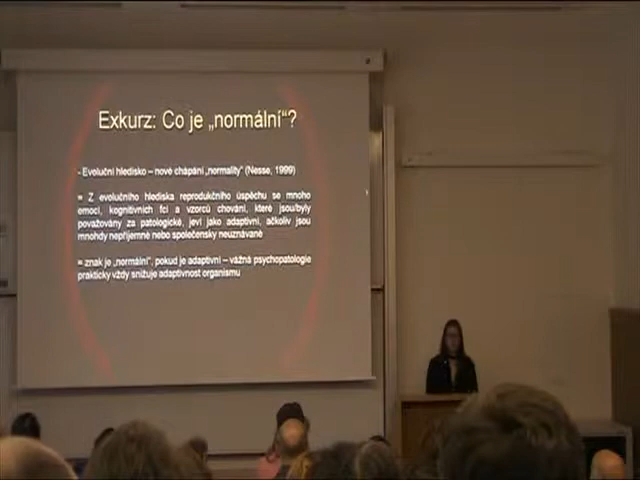 Exkurz: Co je „normální“?
- Evoluční hledisko – nové chápání „normality“ (Nesse, 1999)
= Z evolučního hlediska reprodukčního úspěchu se mnoho
emocí, kognitivních fcí a vzorců chování, které jsou/byly
považovány za patologické, jeví jako adaptivní, ačkoliv jsou
mnohdy nepříjemné nebo společensky neuznávané
= znak je „normální“, pokud je adaptivní – vážná psychopatologie
prakticky vždy snižuje adaptivnost organismu